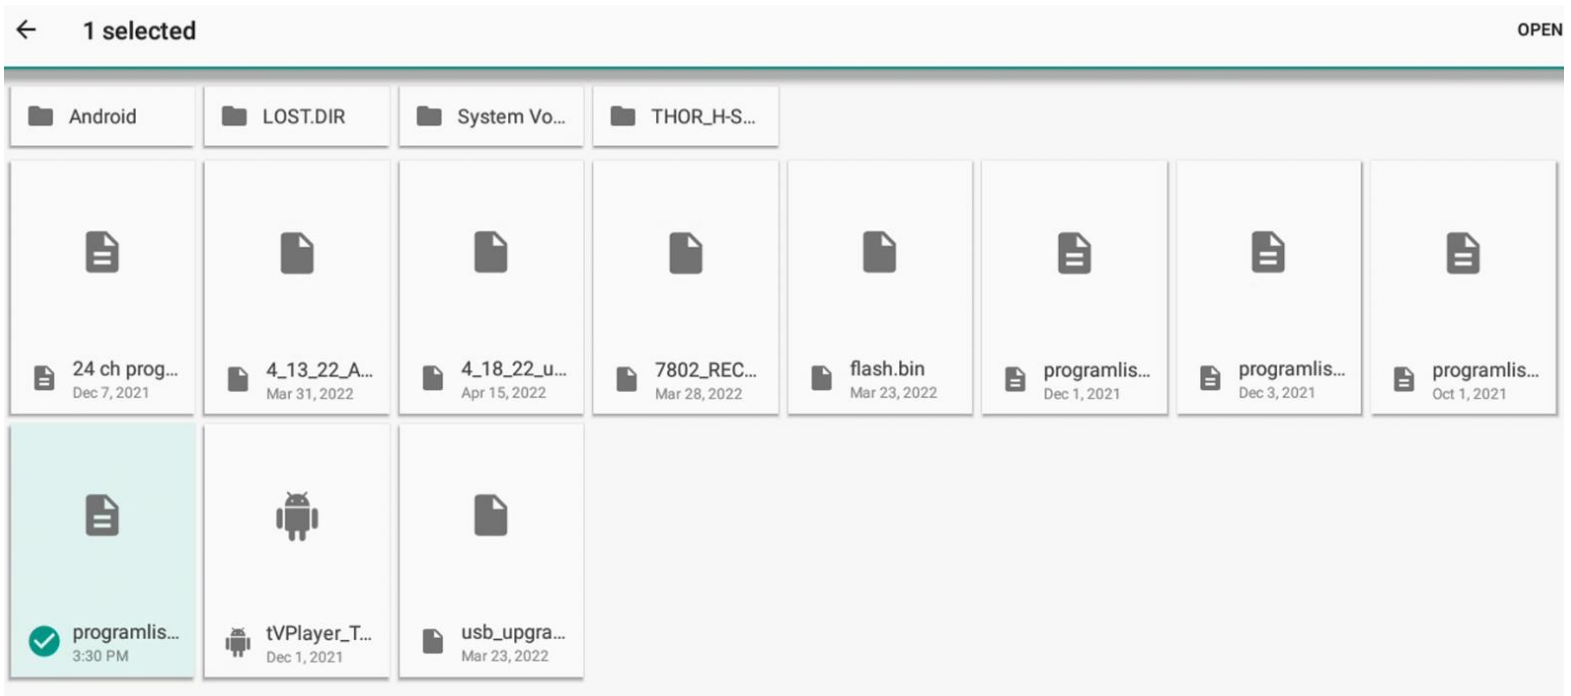 1 selected
OPEN
Android
LOST.DIR
System Vo...
THOR_H-S...
24 ch prog...
Dec 7, 2021
4_13_22_A...
Mar 31, 2022
4_18_22_u...
Apr 15, 2022
7802_REC...
Mar 28, 2022
flash.bin
Mar 23, 2022
programlis...
Dec 1, 2021
programlis...
Dec 3, 2021
programlis...
Oct 1, 2021
programlis...
3:30 PM
tVPlayer_T...
Dec 1, 2021
usb_upgra...
Mar 23, 2022